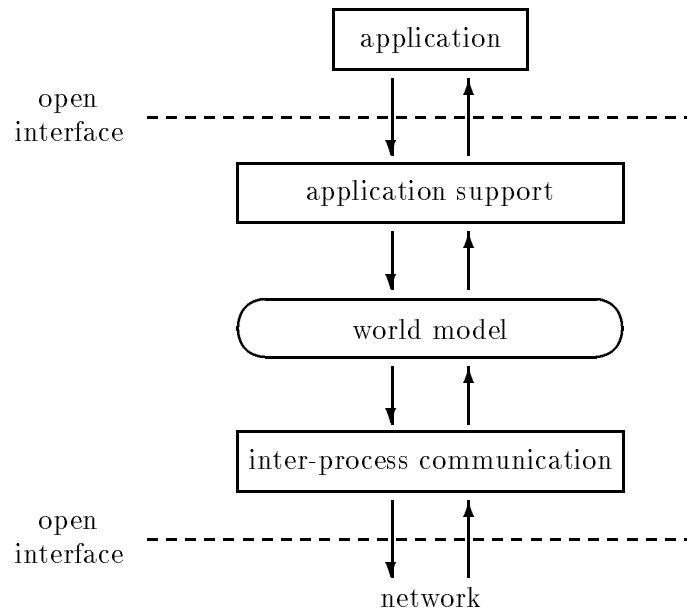 application
open
interface
application support
world model
inter-process communication
open
interface
network